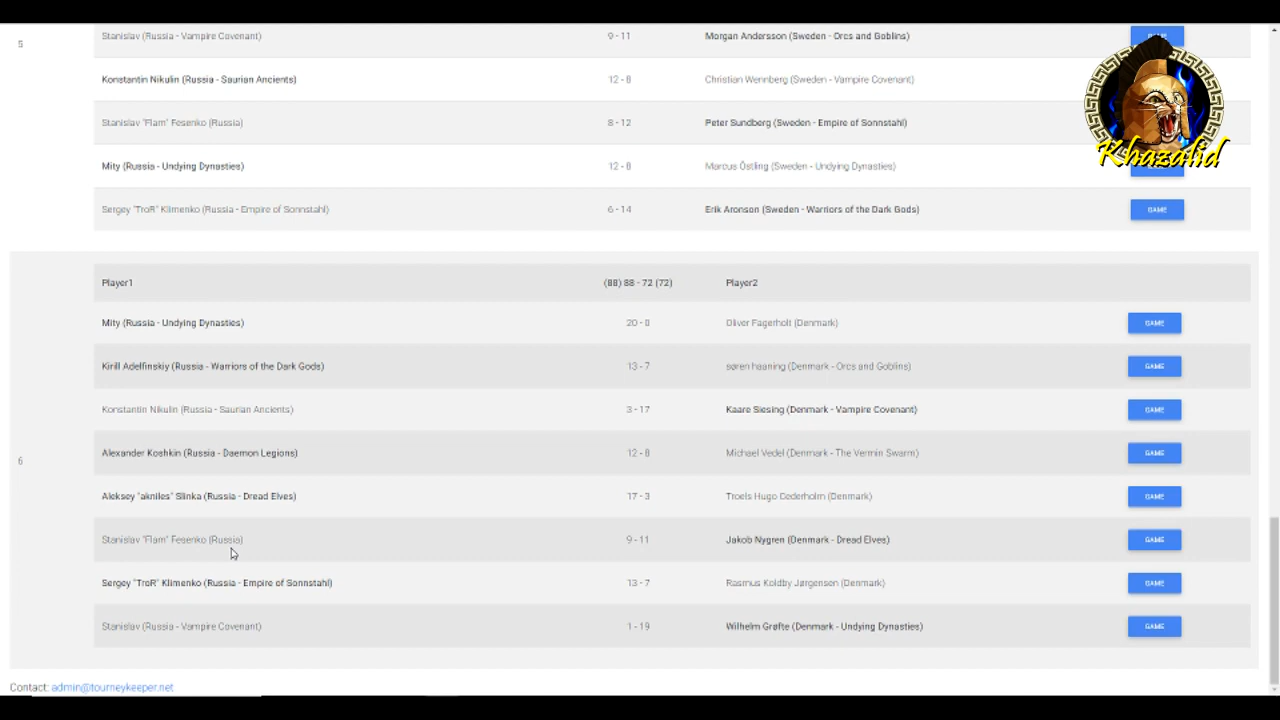 5
Stanislav (Russia - Vampire Covenant) 9 - 11 Morgan Andersson (Sweden - Orcs and Goblins) GAME
Konstantin Nikulin (Russia - Saurian Ancients) 12 - 8 Christian Wennberg (Sweden - Vampire Covenant)
Stanislav "Flam" Fesenko (Russia) 8 - 12 Peter Sundberg (Sweden - Empire of Sonnstahl)
Mity (Russia - Undying Dynasties) 12 - 8 Marcus Östling (Sweden - Undying Dynasties)
Sergey "TroR" Klimenko (Russia - Empire of Sonnstahl) 6 - 14 Erik Aronson (Sweden - Warriors of the Dark Gods) GAME
Khazalid
Player1 (88) 88 - 72 (72) Player2
Mity (Russia - Undying Dynasties) 20 - 0 Oliver Fagerholt (Denmark) GAME
Kirill Adelfinskiy (Russia - Warriors of the Dark Gods) 13 - 7 søren haaning (Denmark - Orcs and Goblins) GAME
Konstantin Nikulin (Russia - Saurian Ancients) 3 - 17 Kaare Siesing (Denmark - Vampire Covenant) GAME
6
Alexander Koshkin (Russia - Daemon Legions) 12 - 8 Michael Vedel (Denmark - The Vermin Swarm) GAME
Aleksey "akniles" Slinka (Russia - Dread Elves) 17 - 3 Troels Hugo Cederholm (Denmark) GAME
Stanislav "Flam" Fesenko (Russia) 9 - 11 Jakob Nygren (Denmark - Dread Elves) GAME
Sergey "TroR" Klimenko (Russia - Empire of Sonnstahl) 13 - 7 Rasmus Koldby Jørgensen (Denmark) GAME
Stanislav (Russia - Vampire Covenant) 1 - 19 Wilhelm Grøfte (Denmark - Undying Dynasties) GAME
Contact: admin@tourneykeeper.net